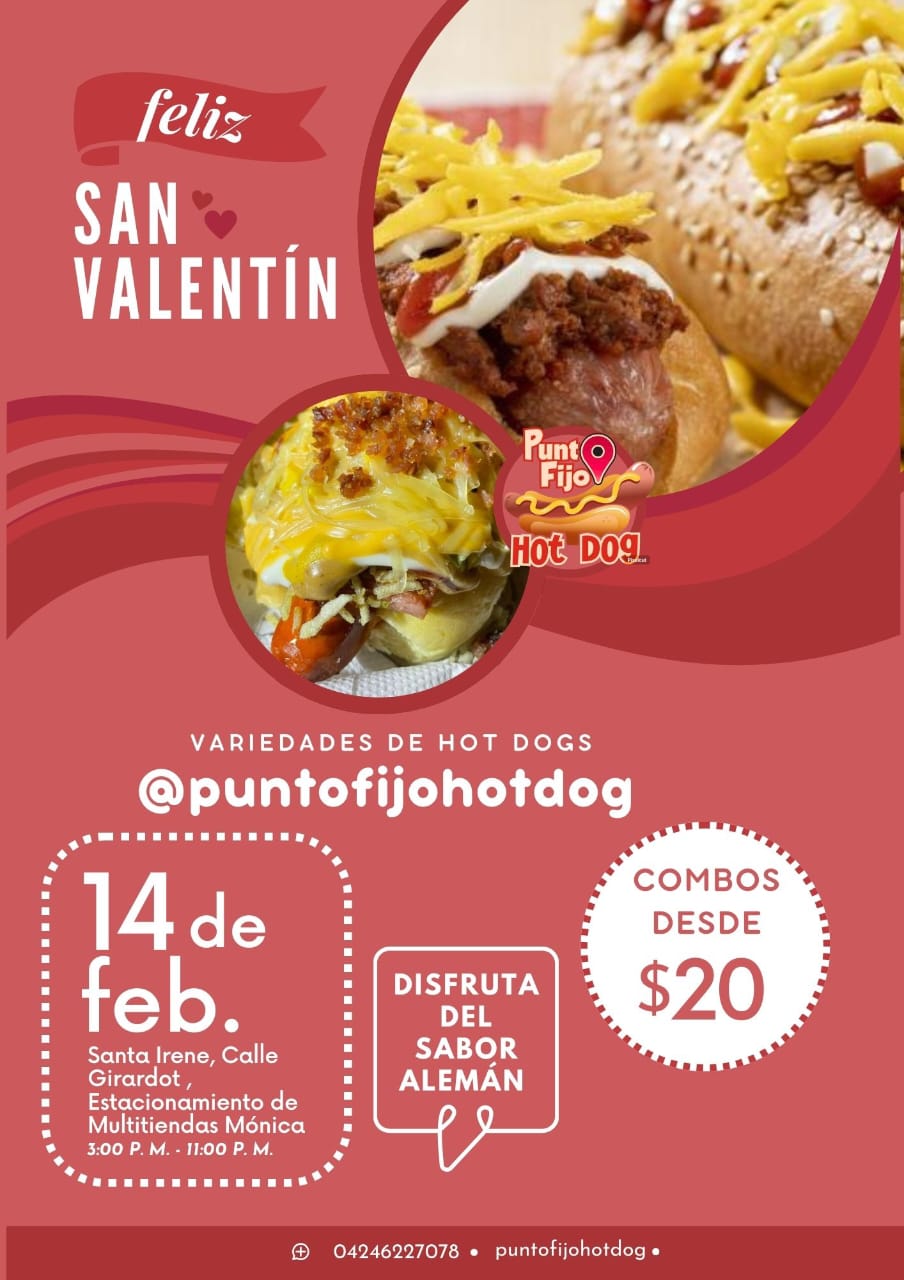 feliz
SAN
VALENTÍN
Punto
Fijo
Hot Dog
VARIEDADES DE HOT DOGS
@puntofijohotdog
14 de
feb.
Santa Irene, Calle
Girardot ,
Estacionamiento de
Multitiendas Mónica
3:00 P. M. - 11:00 P. M.
DISFRUTA
DEL
SABOR
ALEMÁN
COMBOS
DESDE
$20
04246227078 • puntofijohotdog •